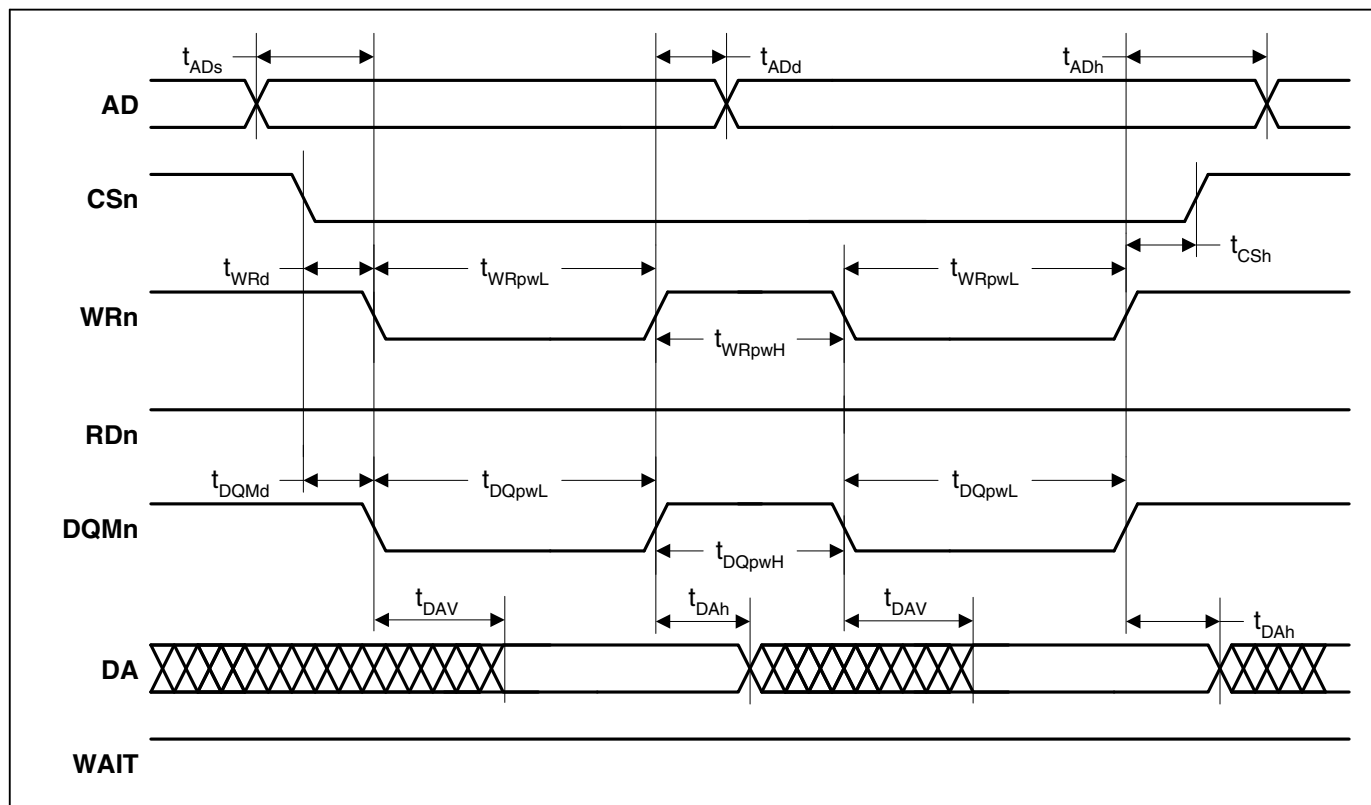 tADs
tADd
tADh
AD
CSn
tCSh
tWRd
tWRpwL
tWRpwL
WRn
tWRpwH
RDn
tDQMd
tDQpwL
tDQpwL
DQMn
tDQpwH
tDAV
tDAh
tDAV
tDAh
DA
WAIT